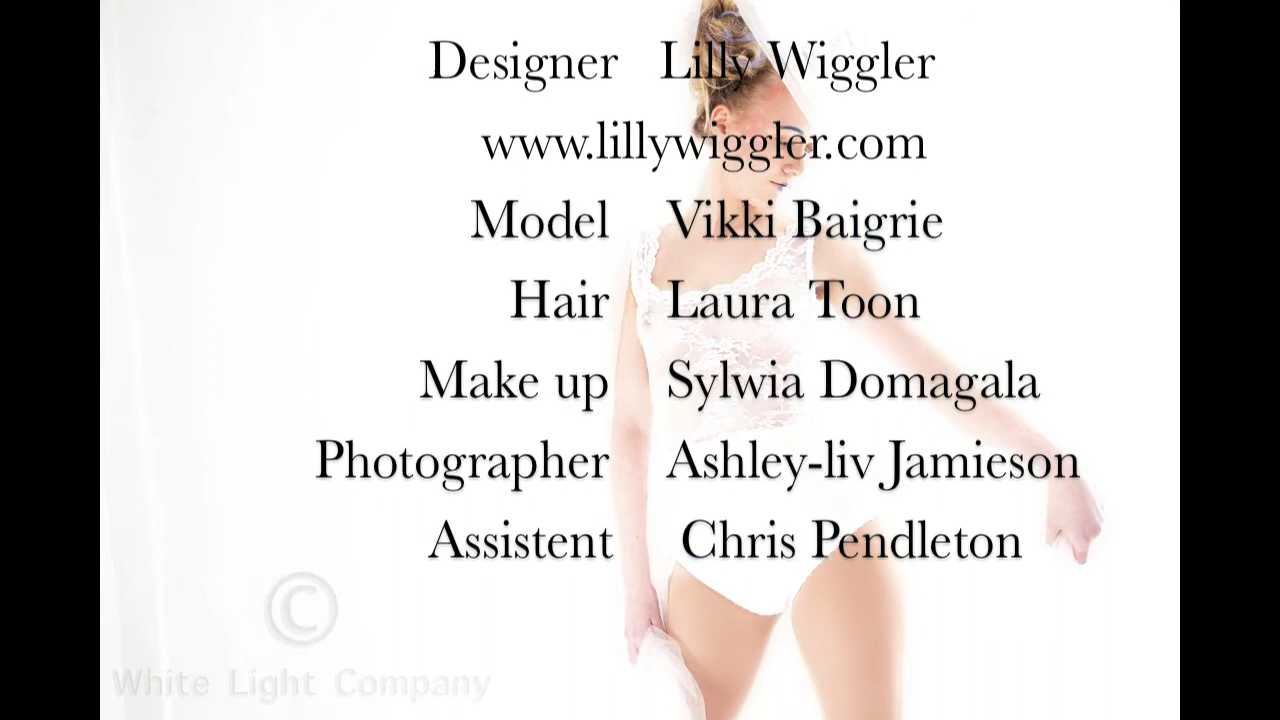 Designer Lilly Wiggler
www.lillywiggler.com
Model Vikki Baigrie
Hair Laura Toon
Make up Sylwia Domagala
Photographer Ashley-liv Jamieson
Assistent Chris Pendleton
©
White Light Company